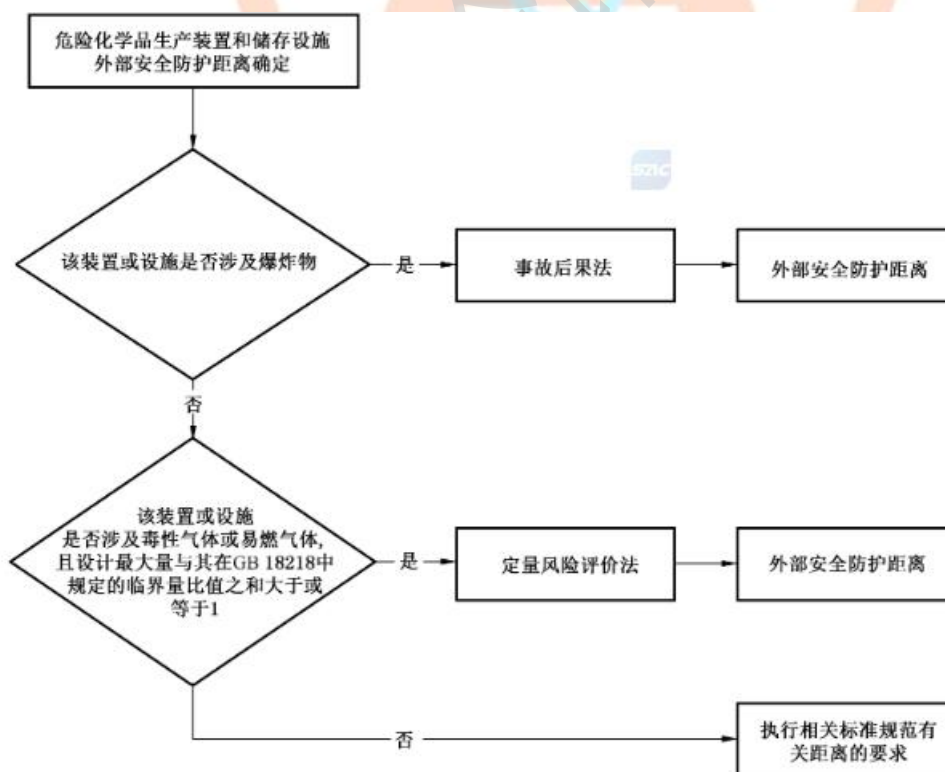 危险化学品生产装置和储存设施
外部安全防护距离确定
SZIC
该装置或设施是否涉及爆炸物
是
事故后果法
外部安全防护距离
否
该装置或设施
是否涉及毒性气体或易燃气体,
且设计最大量与其在GB 18218中
规定的临界量比值之和大于或
等于1
是
定量风险评价法
外部安全防护距离
否
执行相关标准规范有
关距离的要求